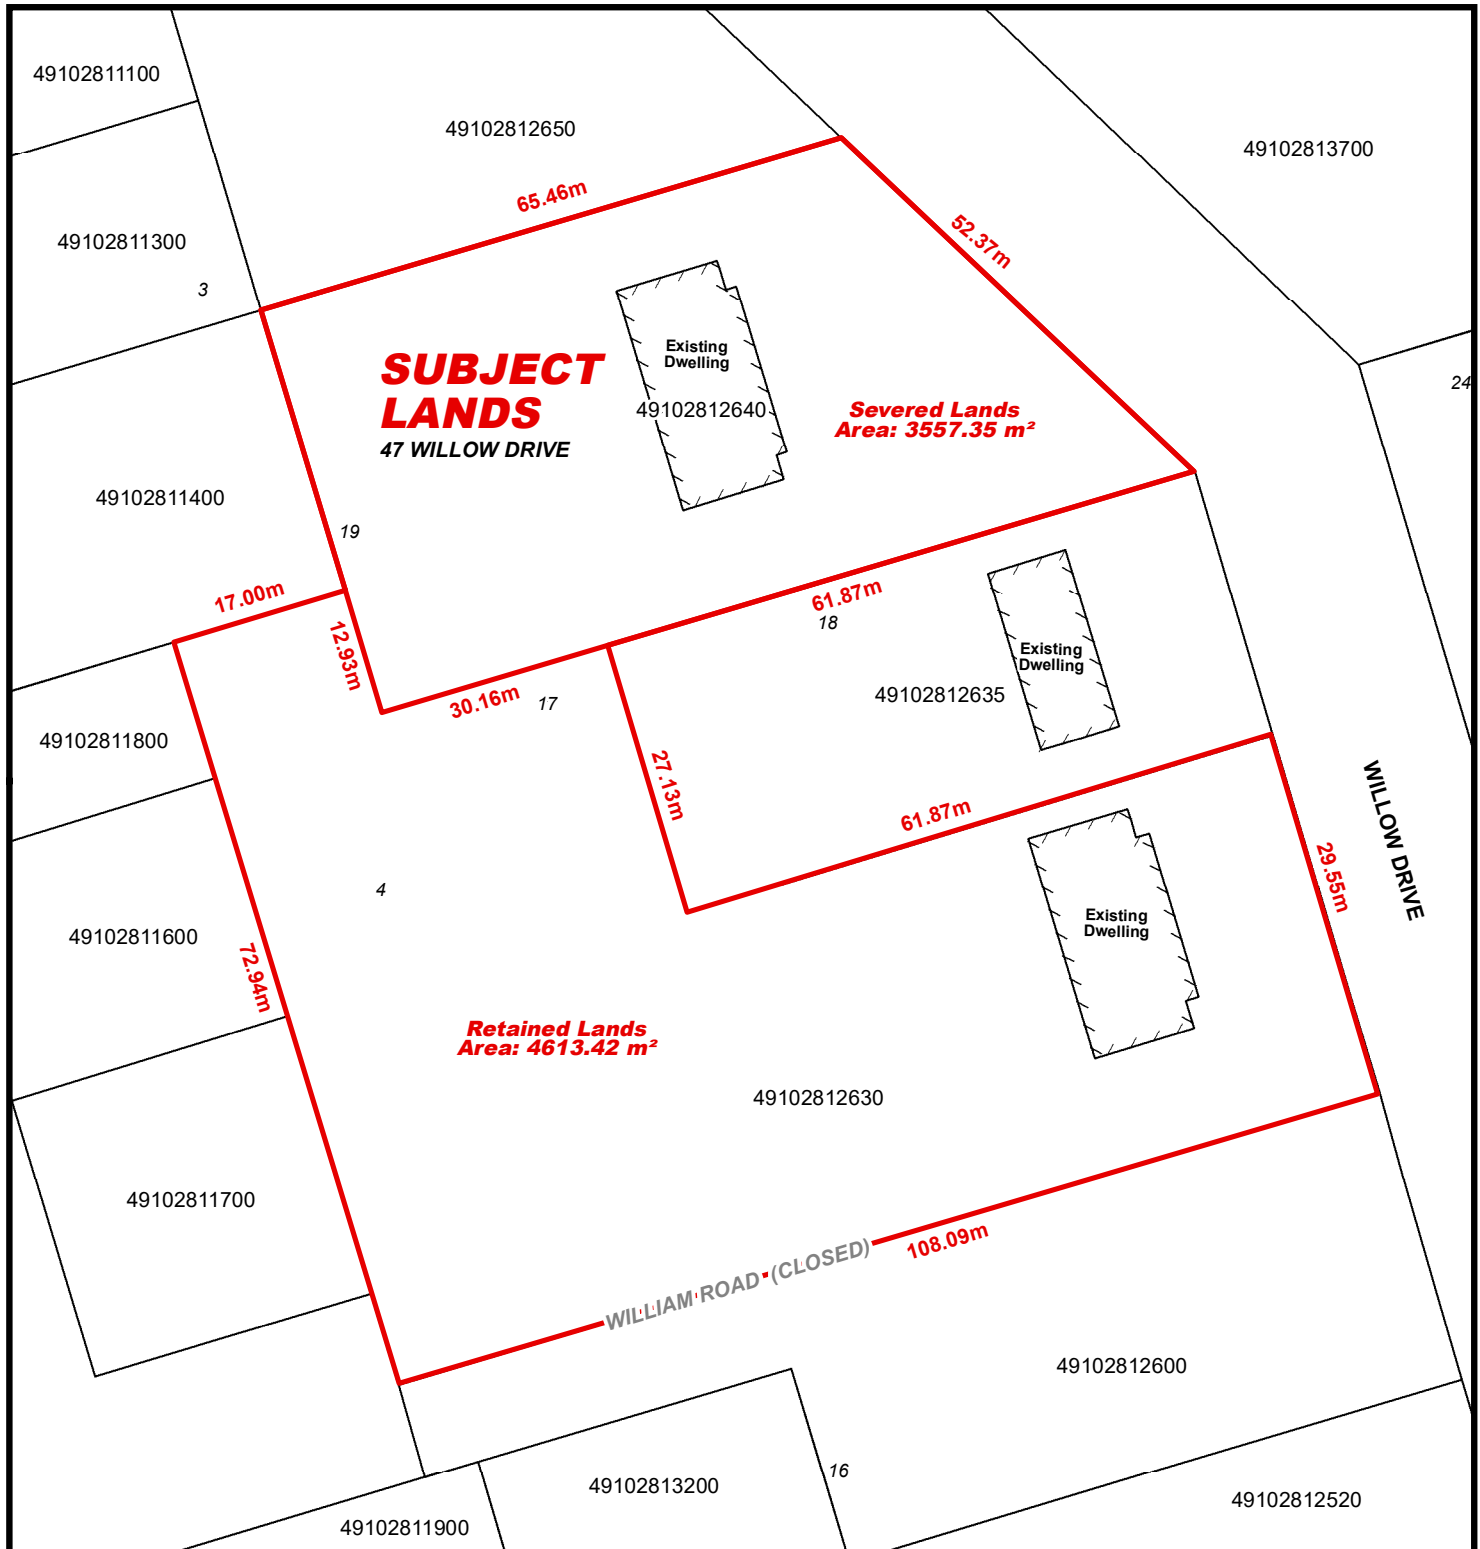 49102811100
49102812650
49102813700
65.46m
52.37m
49102811300
3
SUBJECT
LANDS
47 WILLOW DRIVE
Existing
Dwelling
49102812640
Severed Lands
Area: 3557.35 m²
24
49102811400
19
17.00m
12.93m
61.87m
18
30.16m
17
Existing
Dwelling
49102812635
49102811800
27.13m
61.87m
WILLOW DRIVE
29.55m
4
49102811600
72.94m
Existing
Dwelling
Retained Lands
Area: 4613.42 m²
49102812630
49102811700
108.09m
WILLIAM ROAD (CLOSED)
49102812600
16
49102813200
49102812520
49102811900